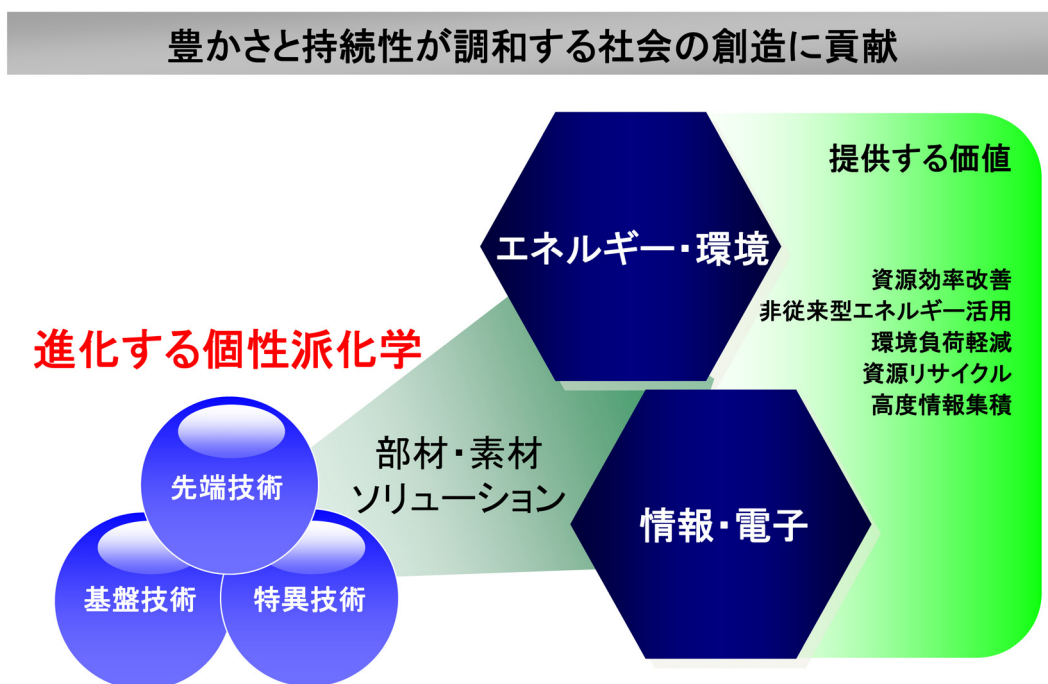 豊かさと持続性が調和する社会の創造に貢献
提供する価値
エネルギー・環境
資源効率改善
非従来型エネルギー活用
環境負荷軽減
資源リサイクル
高度情報集積
進化する個性派化学
部材・素材
ソリューション
先端技術
情報・電子
基盤技術
特異技術